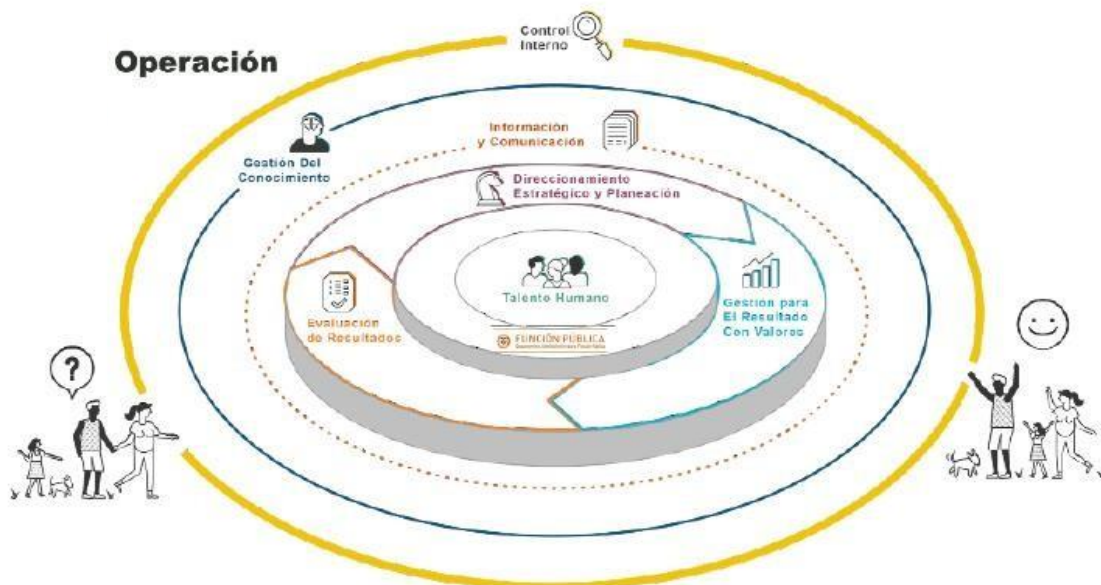 Operación
Control
Interno
Información
y Comunicación
Gestión Del
Conocimiento
Direccionamiento
Estratégico y Planeación
Talento Humano
Gestión para
El Resultado
Con Valores
Evaluación
de Resultados
FUNCIÓN PÚBLICA
?